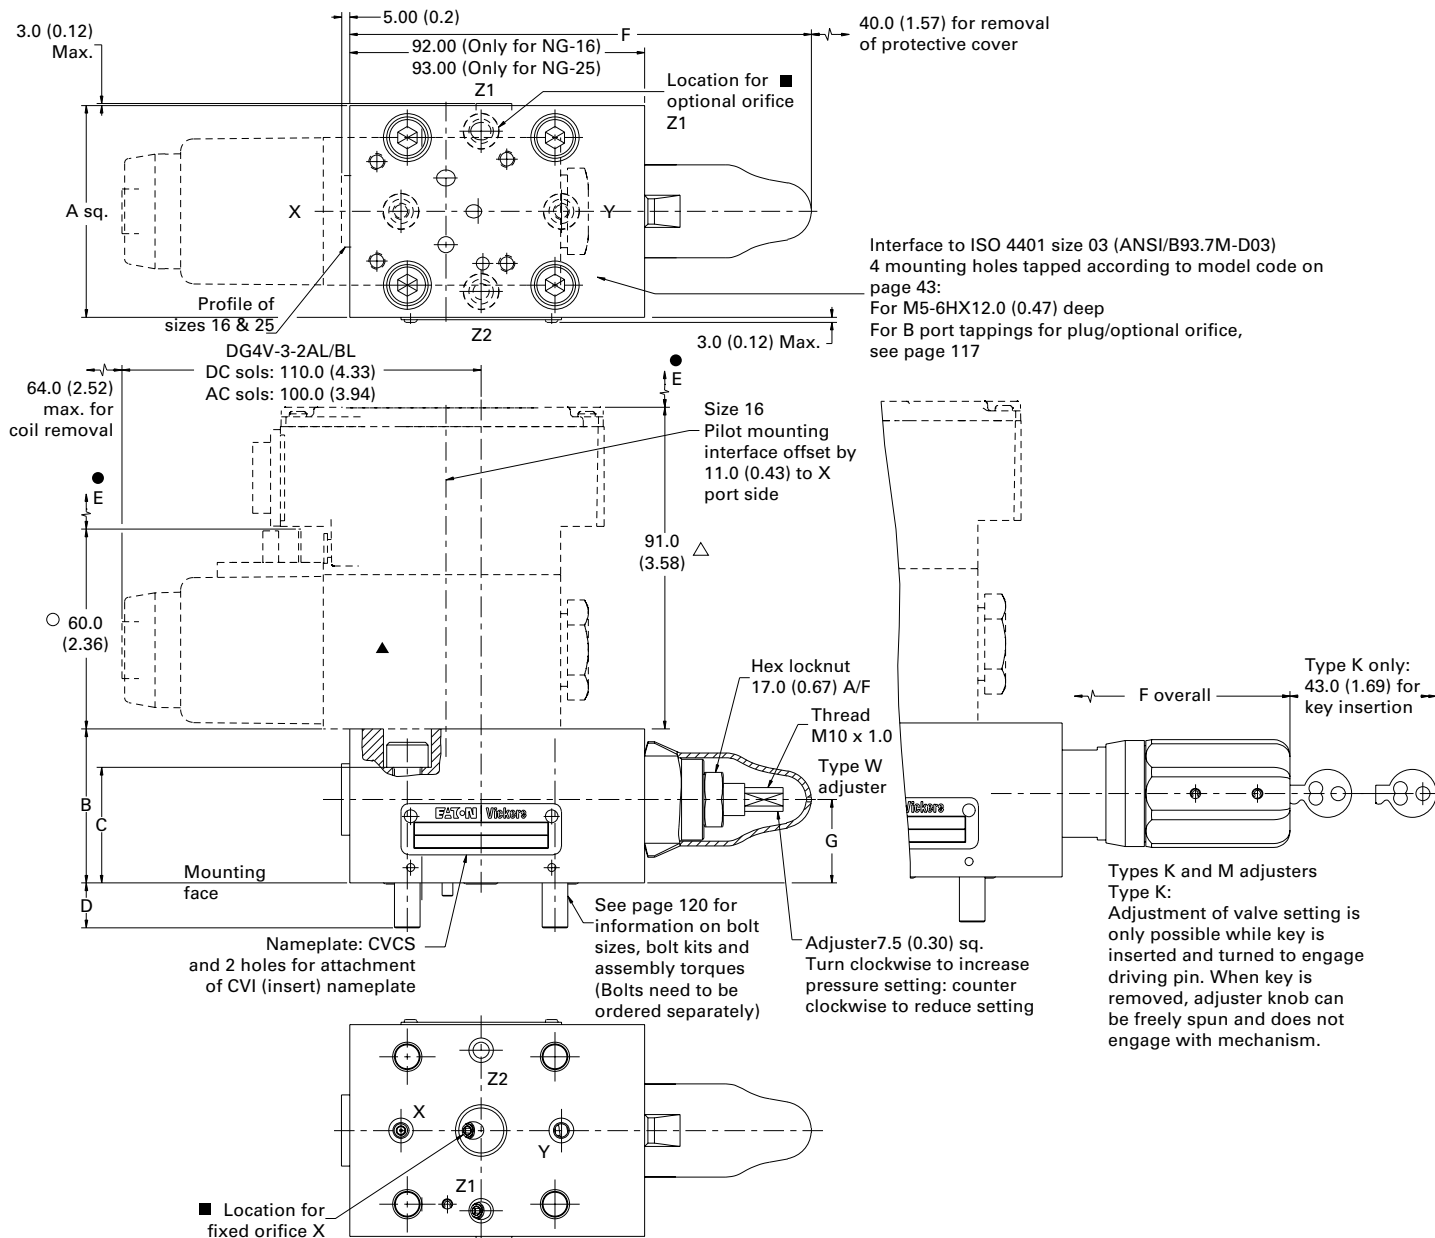 5.00 (0.2)
3.0 (0.12)
Max.
F
40.0 (1.57) for removal
of protective cover
92.00 (Only for NG-16)
93.00 (Only for NG-25)
Z1
Location for ■
optional orifice
Z1
A sq.
X
Y
Interface to ISO 4401 size 03 (ANSI/B93.7M-D03)
4 mounting holes tapped according to model code on
page 43:
For M5-6HX12.0 (0.47) deep
For B port tappings for plug/optional orifice,
see page 117
Profile of
sizes 16 & 25
Z2
3.0 (0.12) Max.
DG4V-3-2AL/BL
DC sols: 110.0 (4.33)
AC sols: 100.0 (3.94)
64.0 (2.52)
max. for
coil removal
●
E
Size 16
Pilot mounting
interface offset by
11.0 (0.43) to X
port side
●
E
91.0
(3.58) △
○ 60.0
(2.36)
▲
Hex locknut
17.0 (0.67) A/F
Thread
M10 x 1.0
Type W
adjuster
F overall
Type K only:
43.0 (1.69) for
key insertion
B
C
EATON Vickers
G
Vickers
Mounting
face
D
See page 120 for
information on bolt
sizes, bolt kits and
assembly torques
(Bolts need to be
ordered separately)
Nameplate: CVCS
and 2 holes for attachment
of CVI (insert) nameplate
Adjuster7.5 (0.30) sq.
Turn clockwise to increase
pressure setting: counter
clockwise to reduce setting
Types K and M adjusters
Type K:
Adjustment of valve setting is
only possible while key is
inserted and turned to engage
driving pin. When key is
removed, adjuster knob can
be freely spun and does not
engage with mechanism.
Z2
X
Y
Z1
■ Location for
fixed orifice X